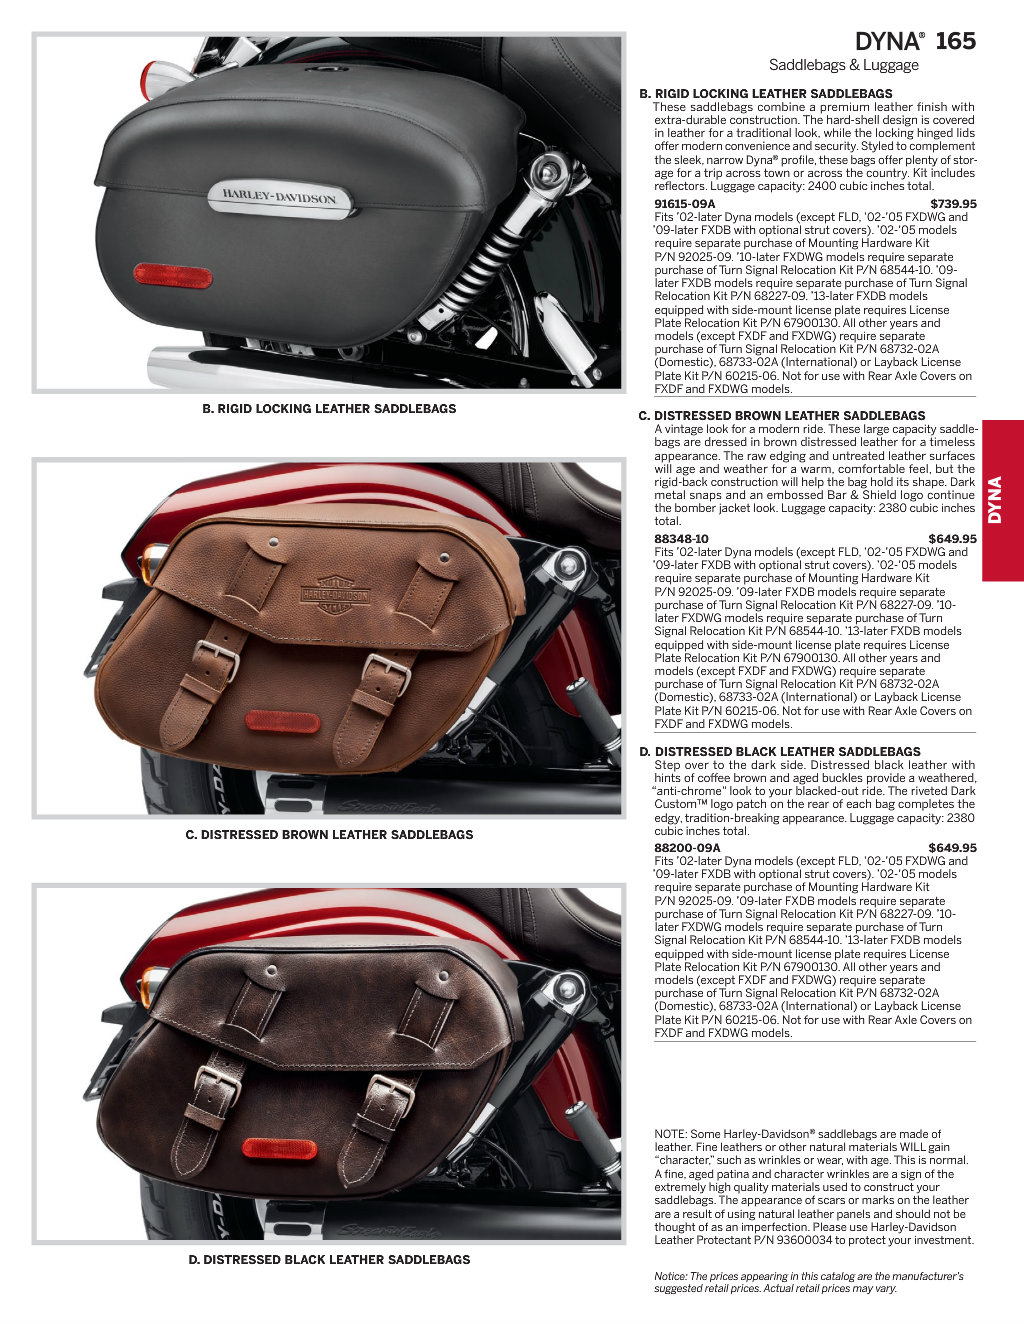 DYNA® 165
Saddlebags & Luggage
HARLEY-DAVIDSON
B. RIGID LOCKING LEATHER SADDLEBAGS
MOTOR
HARLEY-DAVIDSON
CYCLES
C. DISTRESSED BROWN LEATHER SADDLEBAGS
D. DISTRESSED BLACK LEATHER SADDLEBAGS
B. RIGID LOCKING LEATHER SADDLEBAGS
These saddlebags combine a premium leather finish with
extra-durable construction. The hard-shell design is covered
in leather for a traditional look, while the locking hinged lids
offer modern convenience and security. Styled to complement
the sleek, narrow Dyna® profile, these bags offer plenty of stor-
age for a trip across town or across the country. Kit includes
reflectors. Luggage capacity: 2400 cubic inches total.
91615-09A $739.95
Fits ’02-later Dyna models (except FLD, ’02-’05 FXDWG and
’09-later FXDB with optional strut covers). ’02-’05 models
require separate purchase of Mounting Hardware Kit
P/N 92025-09. ’10-later FXDWG models require separate
purchase of Turn Signal Relocation Kit P/N 68544-10. ’09-
later FXDB models require separate purchase of Turn Signal
Relocation Kit P/N 68227-09. ’13-later FXDB models
equipped with side-mount license plate requires License
Plate Relocation Kit P/N 67900130. All other years and
models (except FXDF and FXDWG) require separate
purchase of Turn Signal Relocation Kit P/N 68732-02A
(Domestic), 68733-02A (International) or Layback License
Plate Kit P/N 60215-06. Not for use with Rear Axle Covers on
FXDF and FXDWG models.
C. DISTRESSED BROWN LEATHER SADDLEBAGS
A vintage look for a modern ride. These large capacity saddle-
bags are dressed in brown distressed leather for a timeless
appearance. The raw edging and untreated leather surfaces
will age and weather for a warm, comfortable feel, but the
rigid-back construction will help the bag hold its shape. Dark
metal snaps and an embossed Bar & Shield logo continue
the bomber jacket look. Luggage capacity: 2380 cubic inches
total.
88348-10 $649.95
Fits ’02-later Dyna models (except FLD, ’02-’05 FXDWG and
’09-later FXDB with optional strut covers). ’02-’05 models
require separate purchase of Mounting Hardware Kit
P/N 92025-09. ’09-later FXDB models require separate
purchase of Turn Signal Relocation Kit P/N 68227-09. ’10-
later FXDWG models require separate purchase of Turn
Signal Relocation Kit P/N 68544-10. ’13-later FXDB models
equipped with side-mount license plate requires License
Plate Relocation Kit P/N 67900130. All other years and
models (except FXDF and FXDWG) require separate
purchase of Turn Signal Relocation Kit P/N 68732-02A
(Domestic), 68733-02A (International) or Layback License
Plate Kit P/N 60215-06. Not for use with Rear Axle Covers on
FXDF and FXDWG models.
D. DISTRESSED BLACK LEATHER SADDLEBAGS
Step over to the dark side. Distressed black leather with
hints of coffee brown and aged buckles provide a weathered,
“anti-chrome” look to your blacked-out ride. The riveted Dark
Custom™ logo patch on the rear of each bag completes the
edgy, tradition-breaking appearance. Luggage capacity: 2380
cubic inches total.
88200-09A $649.95
Fits ’02-later Dyna models (except FLD, ’02-’05 FXDWG and
’09-later FXDB with optional strut covers). ’02-’05 models
require separate purchase of Mounting Hardware Kit
P/N 92025-09. ’09-later FXDB models require separate
purchase of Turn Signal Relocation Kit P/N 68227-09. ’10-
later FXDWG models require separate purchase of Turn
Signal Relocation Kit P/N 68544-10. ’13-later FXDB models
equipped with side-mount license plate requires License
Plate Relocation Kit P/N 67900130. All other years and
models (except FXDF and FXDWG) require separate
purchase of Turn Signal Relocation Kit P/N 68732-02A
(Domestic), 68733-02A (International) or Layback License
Plate Kit P/N 60215-06. Not for use with Rear Axle Covers on
FXDF and FXDWG models.
NOTE: Some Harley-Davidson® saddlebags are made of
leather. Fine leathers or other natural materials WILL gain
“character,” such as wrinkles or wear, with age. This is normal.
A fine, aged patina and character wrinkles are a sign of the
extremely high quality materials used to construct your
saddlebags. The appearance of scars or marks on the leather
are a result of using natural leather panels and should not be
thought of as an imperfection. Please use Harley-Davidson
Leather Protectant P/N 93600034 to protect your investment.
Notice: The prices appearing in this catalog are the manufacturer’s
suggested retail prices. Actual retail prices may vary.
DYNA